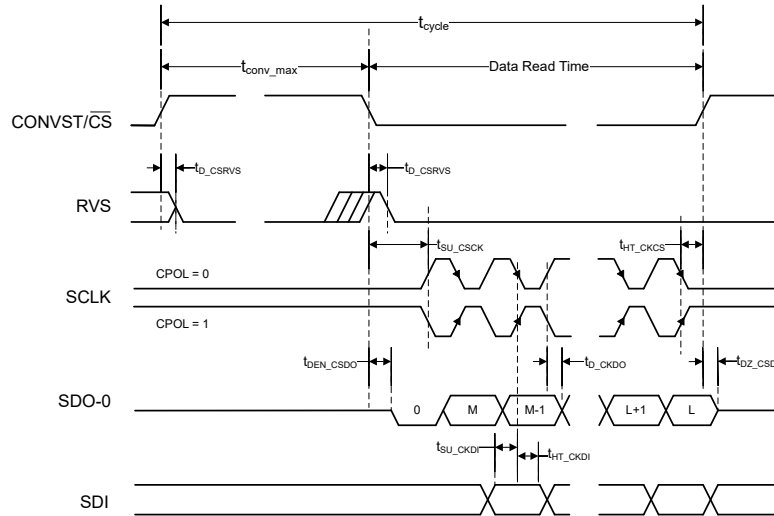 t_cycle
t_conv_max
Data Read Time
CONVST/C̅S̅
t_D_CSRVS
t_D_CSRVS
RVS
t_SU_CSCK
t_HT_CKCS
CPOL = 0
SCLK
CPOL = 1
t_DEN_CSDO
t_D_CKDO
t_DZ_CSD
SDO-0
0 M M-1 L+1 L
t_SU_CKDI
t_HT_CKDI
SDI